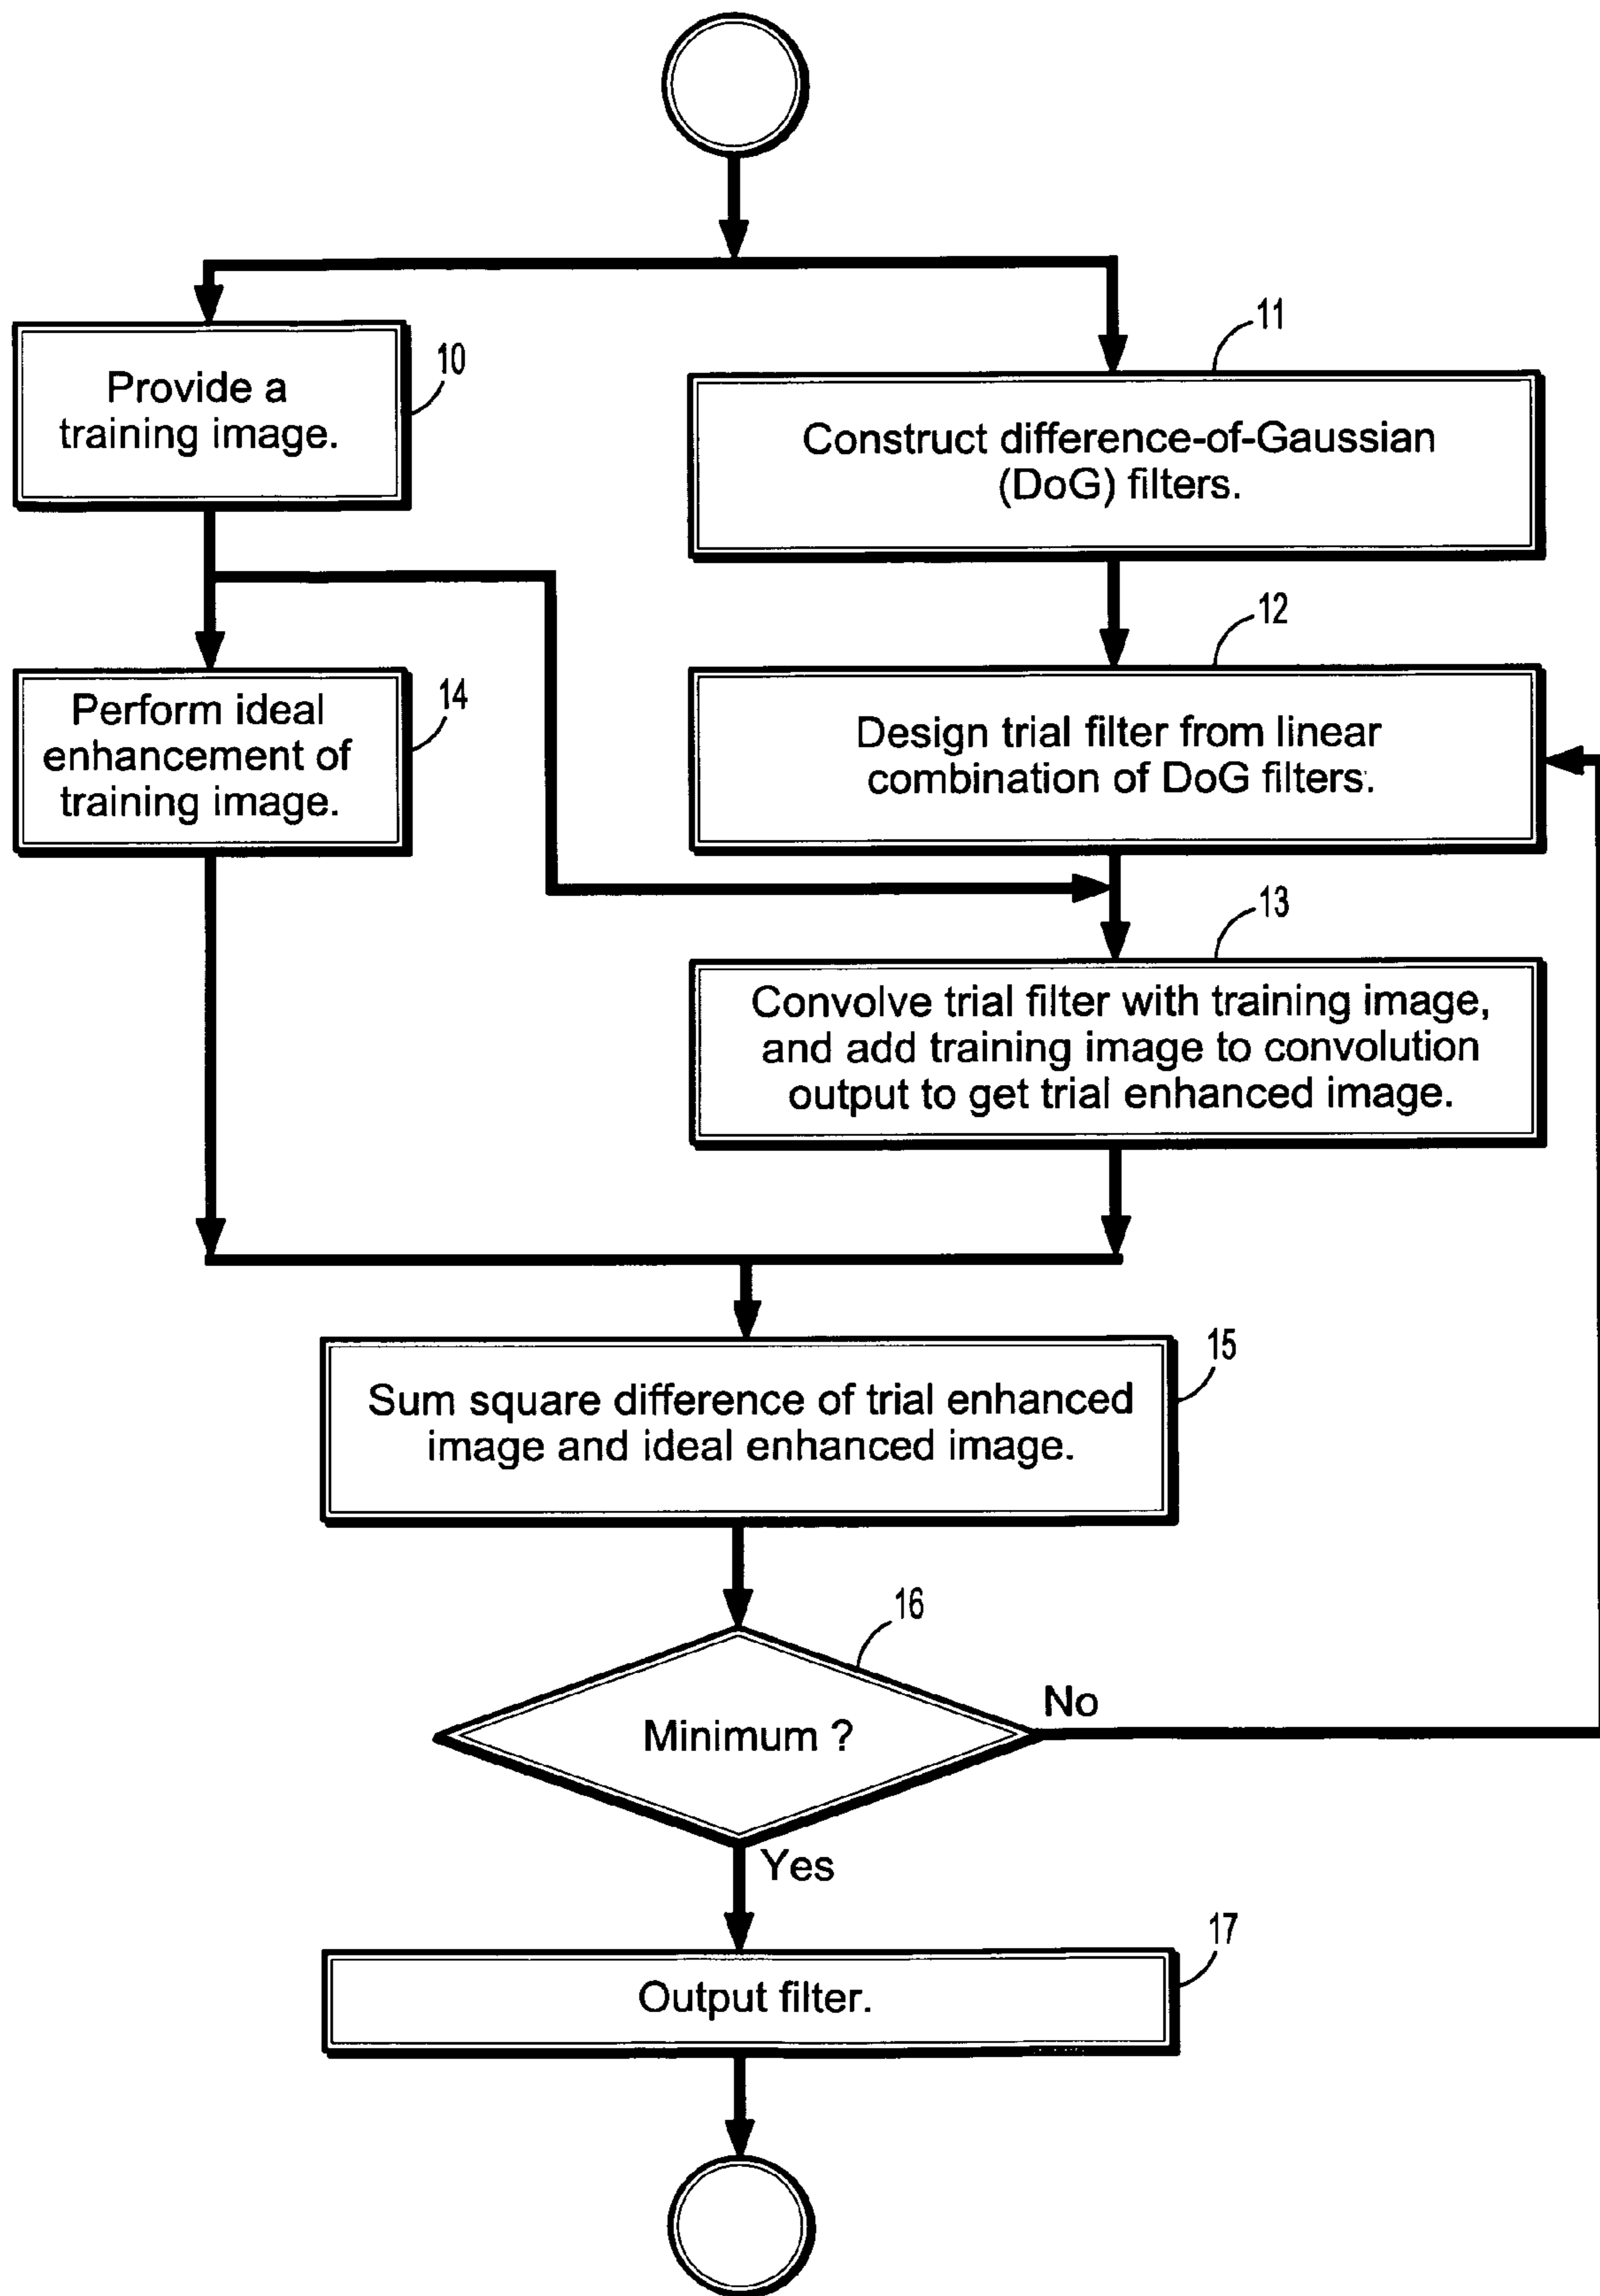 10
Provide a
training image.
11
Construct difference-of-Gaussian
(DoG) filters.
12
Design trial filter from linear
combination of DoG filters.
14
Perform ideal
enhancement of
training image.
13
Convolve trial filter with training image,
and add training image to convolution
output to get trial enhanced image.
15
Sum square difference of trial enhanced
image and ideal enhanced image.
16
Minimum ?
No
Yes
17
Output filter.